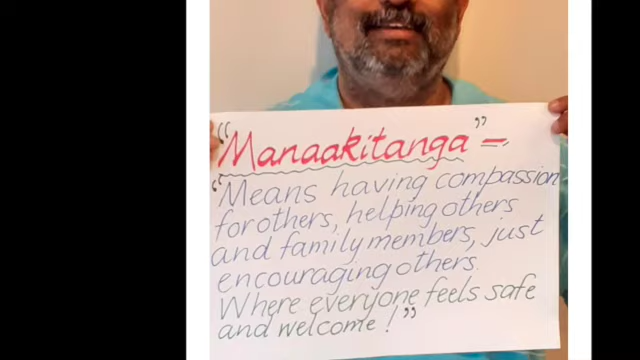 "Manaakitanga" =
"Means having compassion
for others, helping others
and family members, just
encouraging others.
Where everyone feels safe
and welcome!"